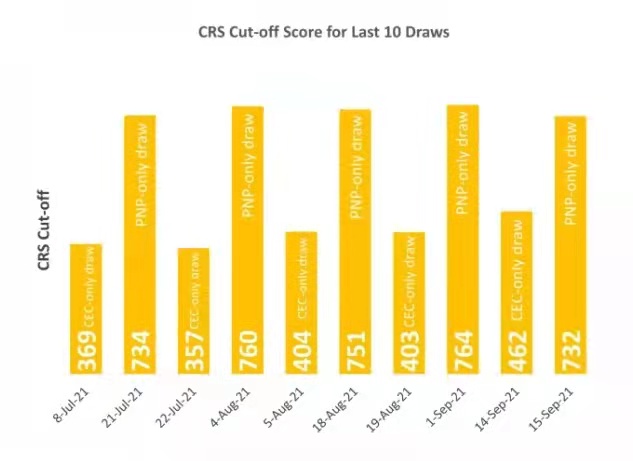 CRS Cut-off Score for Last 10 Draws
CRS Cut-off
369 CEC-only draw
734 PNP-only draw
357 CEC-only draw
760 PNP-only draw
404 CEC-only draw
751 PNP-only draw
403 CEC-only draw
764 PNP-only draw
462 CEC-only draw
732 PNP-only draw
8-Jul-21
21-Jul-21
22-Jul-21
4-Aug-21
5-Aug-21
18-Aug-21
19-Aug-21
1-Sep-21
14-Sep-21
15-Sep-21